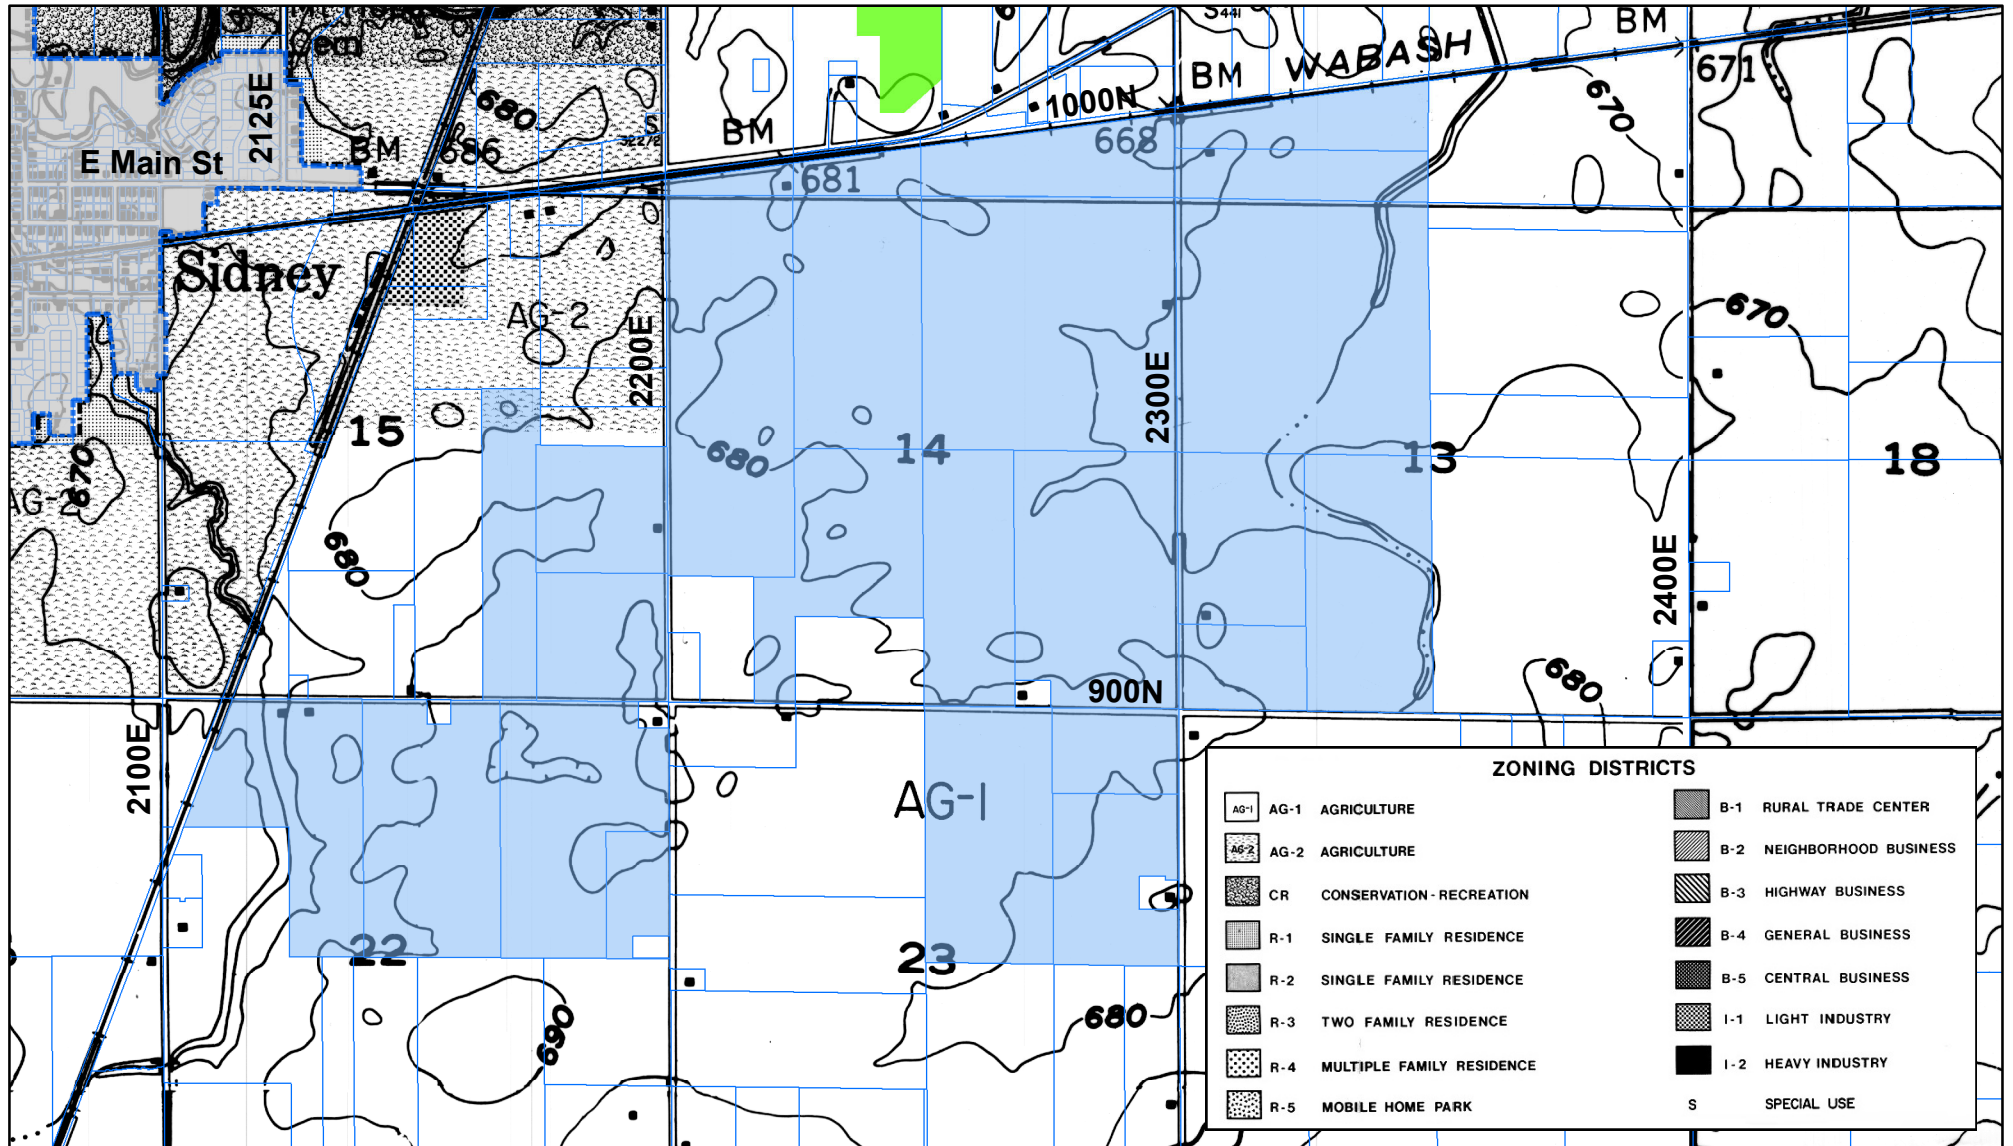 Cem
S441
BM
WABASH
BM
671
2125E
680
1000N
670
S
BM
BM
686
668
E Main St
681
Sidney
AG-2
670
2200E
2300E
15
680
14
13
18
670
AG-2
680
2400E
680
900N
2100E
AG-1
22
23
690
680
ZONING DISTRICTS
AG-1 AG-1 AGRICULTURE
AG-2 AG-2 AGRICULTURE
CR CONSERVATION-RECREATION
R-1 SINGLE FAMILY RESIDENCE
R-2 SINGLE FAMILY RESIDENCE
R-3 TWO FAMILY RESIDENCE
R-4 MULTIPLE FAMILY RESIDENCE
R-5 MOBILE HOME PARK
B-1 RURAL TRADE CENTER
B-2 NEIGHBORHOOD BUSINESS
B-3 HIGHWAY BUSINESS
B-4 GENERAL BUSINESS
B-5 CENTRAL BUSINESS
I-1 LIGHT INDUSTRY
I-2 HEAVY INDUSTRY
S SPECIAL USE